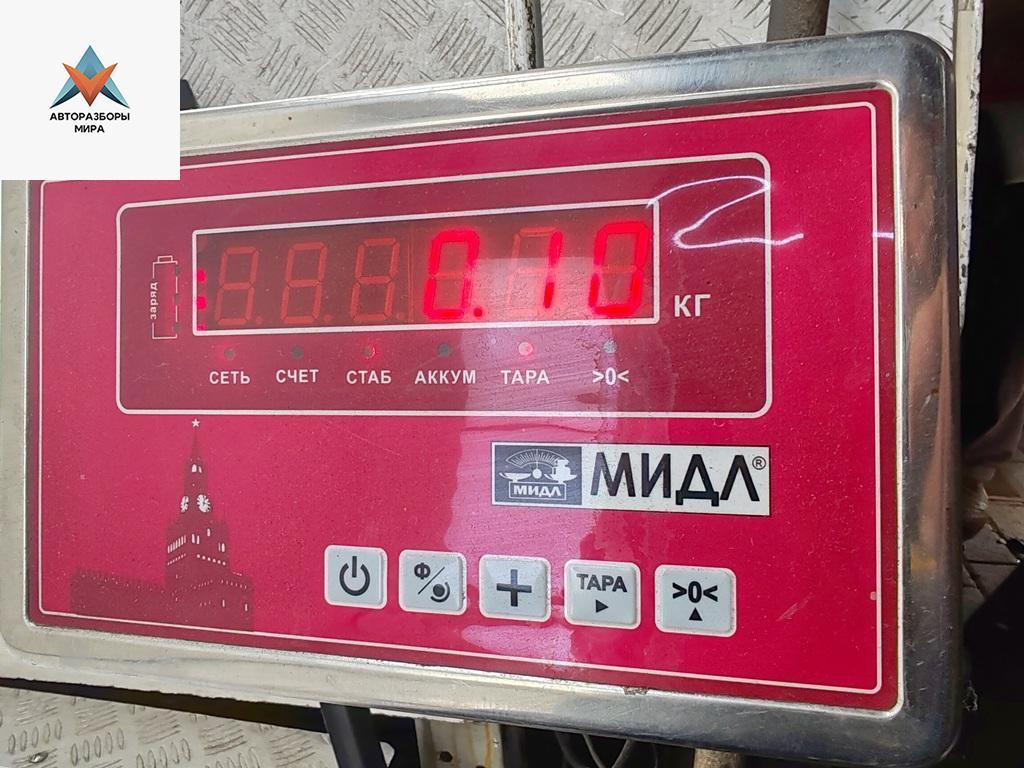 АВТОРАЗБОРЫ
МИРА
заряд
0.10
КГ
СЕТЬ СЧЕТ СТАБ АККУМ ТАРА >0<
МИДЛ МИДЛ®
Ф/ + ТАРА >0<